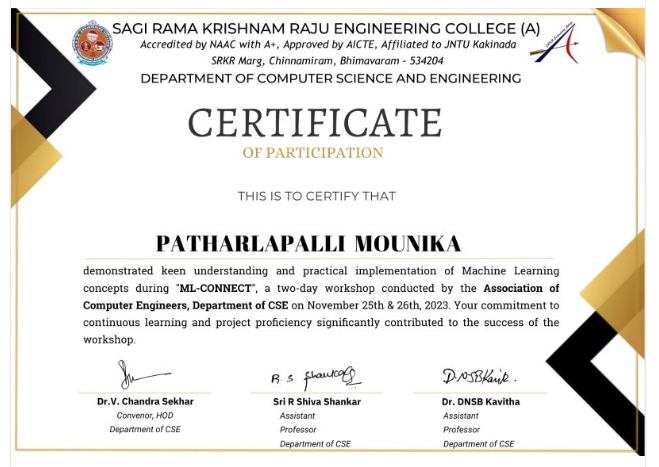 SAGI RAMA KRISHNAM RAJU ENGINEERING COLLEGE (A)
Accredited by NAAC with A+, Approved by AICTE, Affiliated to JNTU Kakinada
SRKR Marg, Chinnamiram, Bhimavaram - 534204
DEPARTMENT OF COMPUTER SCIENCE AND ENGINEERING
CERTIFICATE
OF PARTICIPATION
THIS IS TO CERTIFY THAT
PATHARLAPALLI MOUNIKA
demonstrated keen understanding and practical implementation of Machine Learning
concepts during "ML-CONNECT", a two-day workshop conducted by the Association of
Computer Engineers, Department of CSE on November 25th & 26th, 2023. Your commitment to
continuous learning and project proficiency significantly contributed to the success of the
workshop.
R. S
Dr.V. Chandra Sekhar
Convenor, HOD
Department of CSE
Sri R Shiva Shankar
Assistant
Professor
Department of CSE
Dr. DNSB Kavitha
Assistant
Professor
Department of CSE